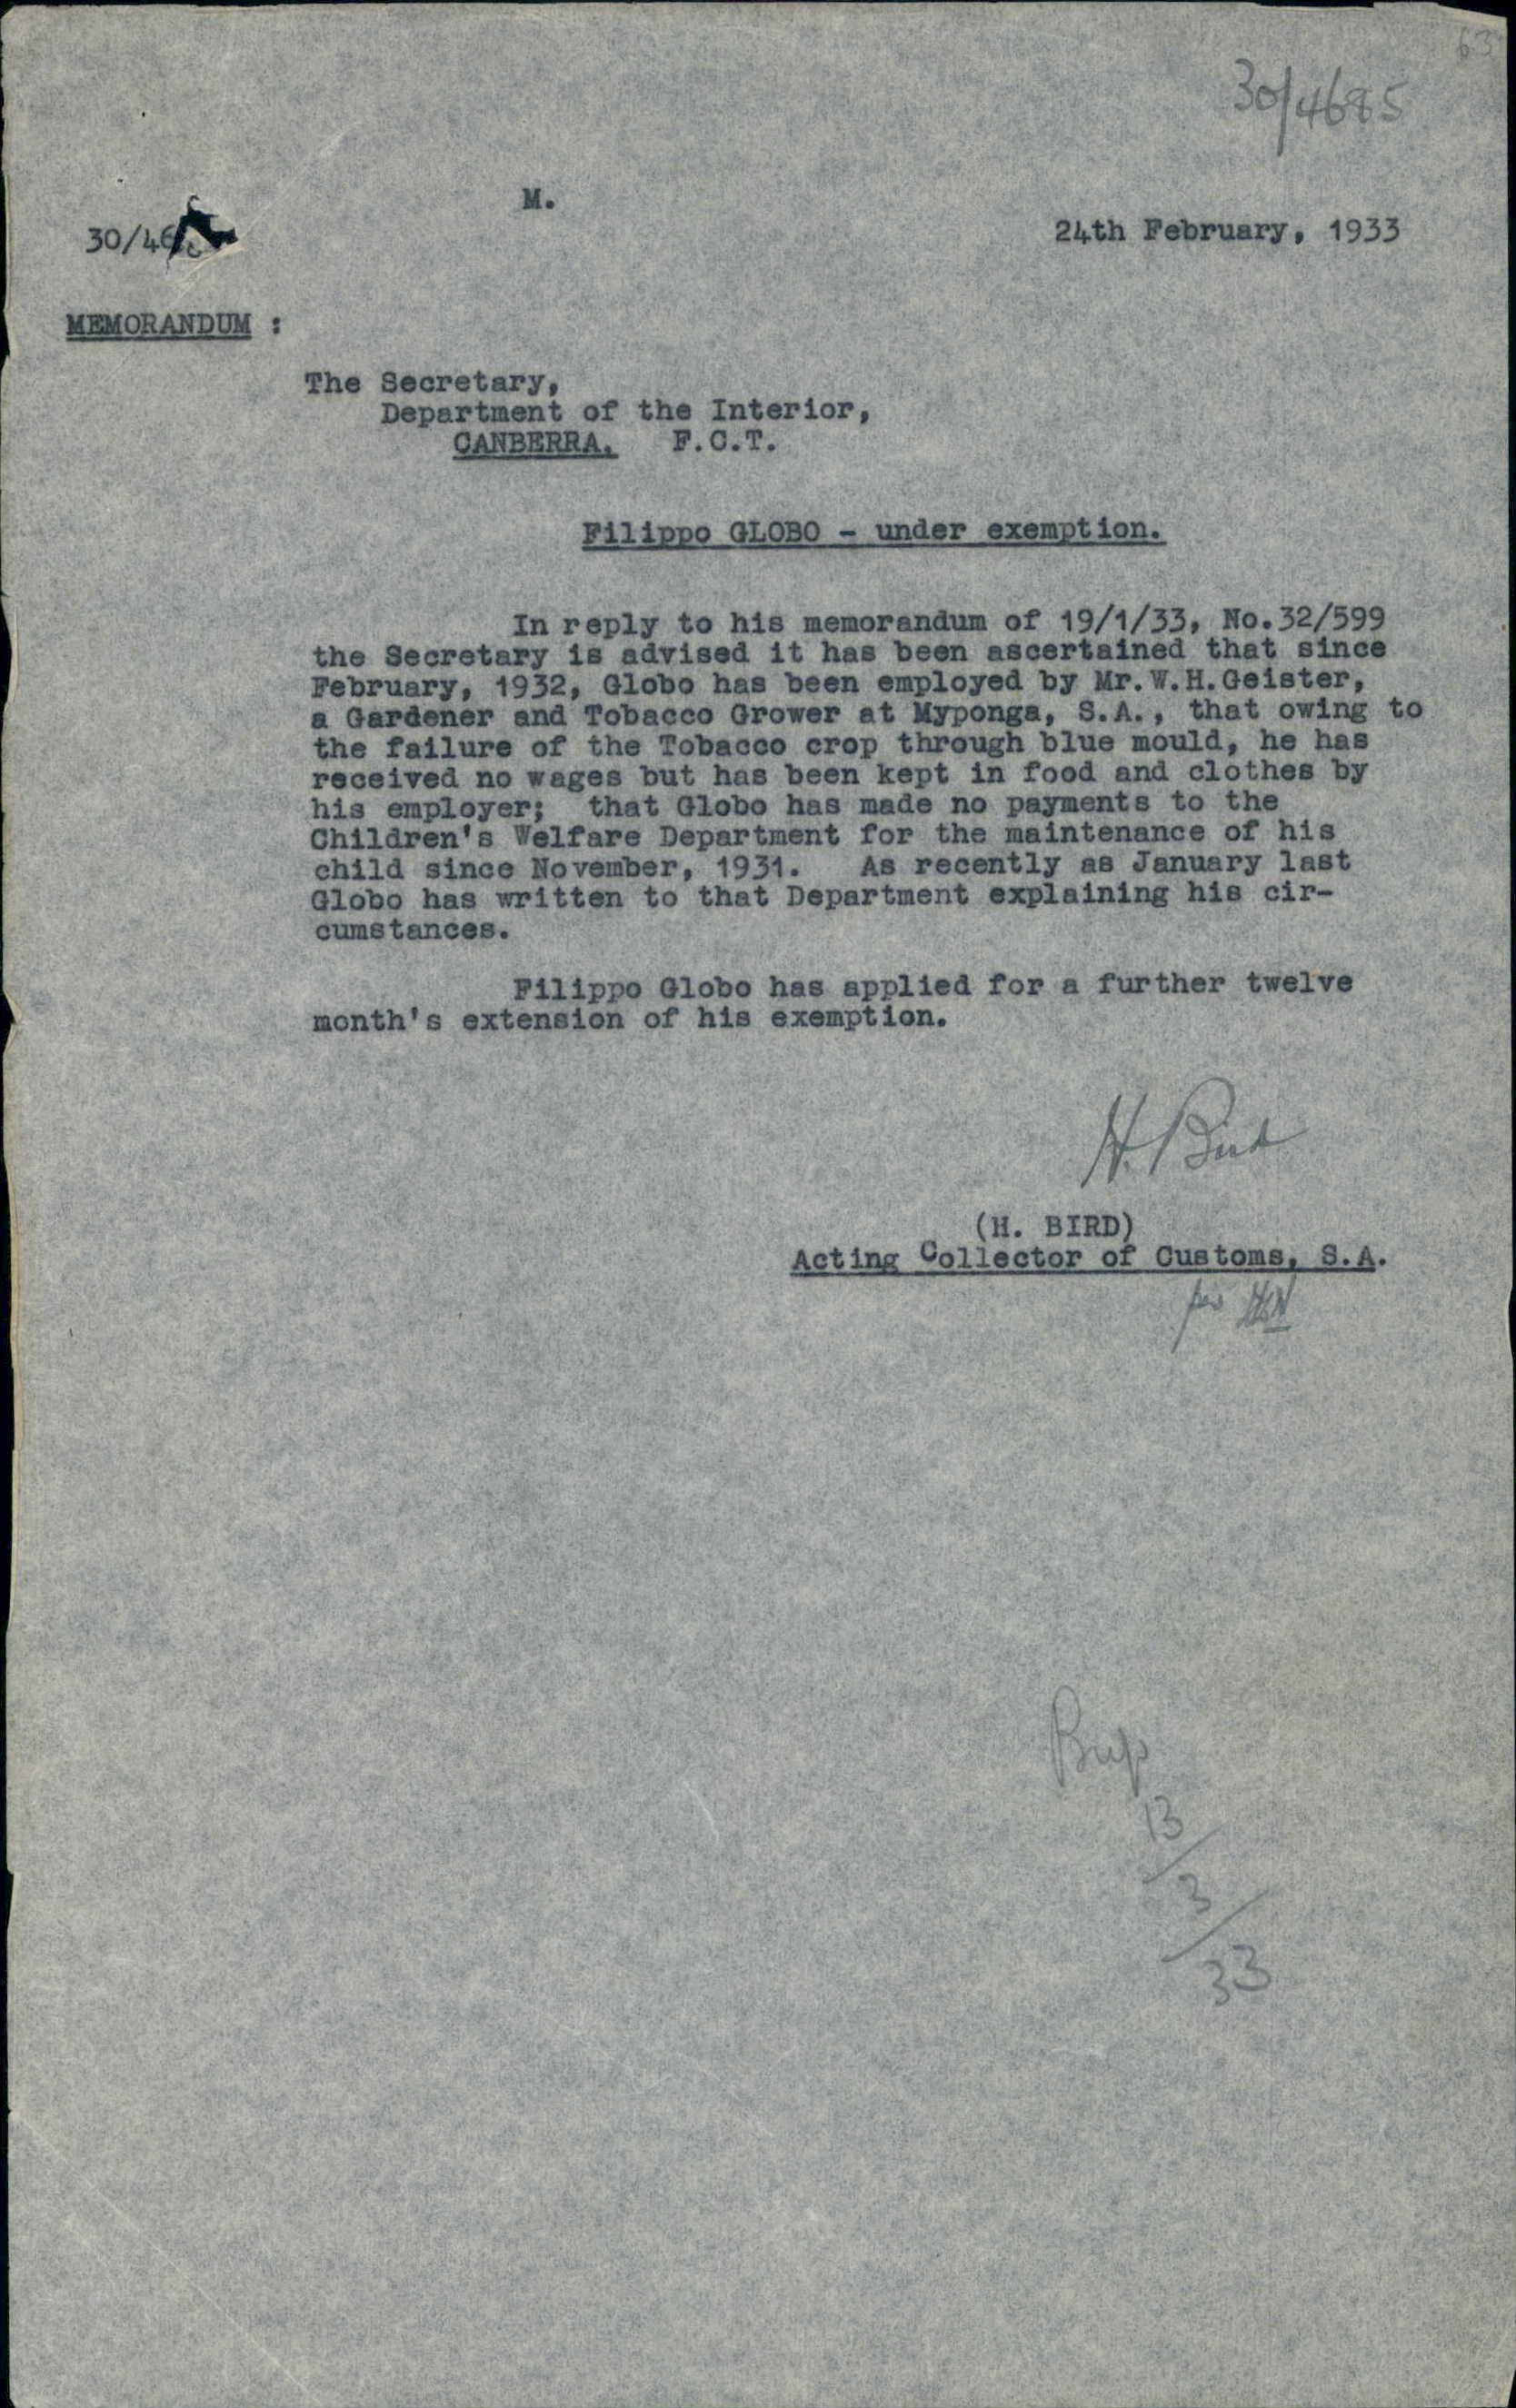 63
30/4685
M.
30/46
24th February, 1933
MEMORANDUM :
The Secretary,
Department of the Interior,
CANBERRA. F.C.T.
Filippo GLOBO - under exemption.
In reply to his memorandum of 19/1/33, No.32/599
the Secretary is advised it has been ascertained that since
February, 1932, Globo has been employed by Mr.W.H.Geister,
a Gardener and Tobacco Grower at Myponga, S.A., that owing to
the failure of the Tobacco crop through blue mould, he has
received no wages but has been kept in food and clothes by
his employer; that Globo has made no payments to the
Children's Welfare Department for the maintenance of his
child since November, 1931. As recently as January last
Globo has written to that Department explaining his cir-
cumstances.
Filippo Globo has applied for a further twelve
month's extension of his exemption.
H. Bird
(H. BIRD)
Acting Collector of Customs, S.A.
per
13/3/33